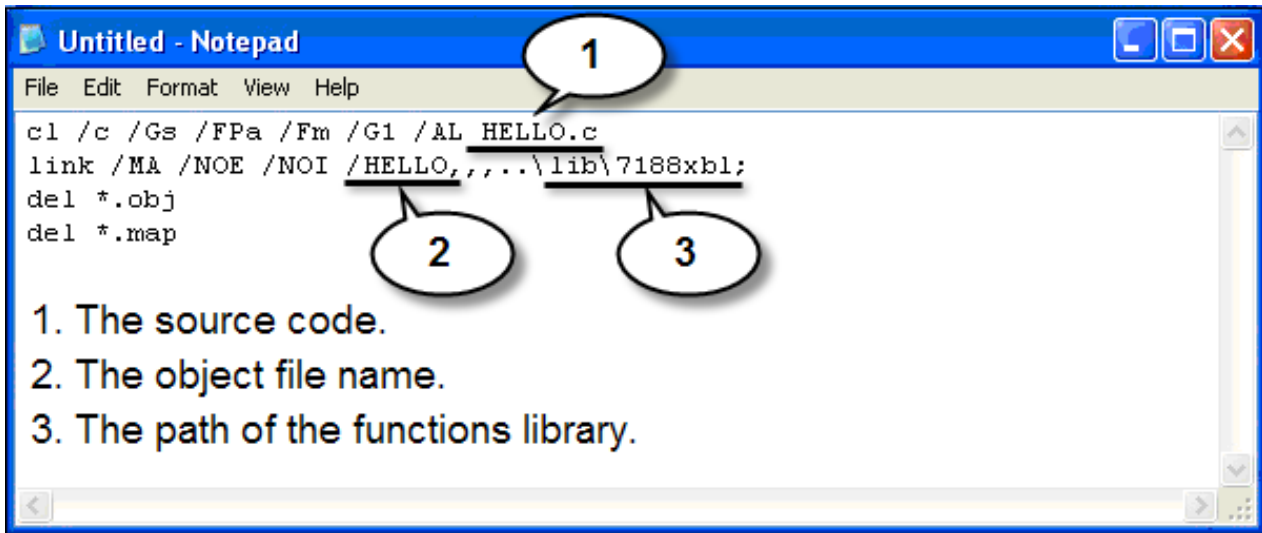 Untitled - Notepad
1
File Edit Format View Help
cl /c /Gs /FPa /Fm /G1 /AL HELLO.c
link /MA /NOE /NOI /HELLO,,,..\lib\7188xbl;
del *.obj
del *.map
2
3
1. The source code.
2. The object file name.
3. The path of the functions library.